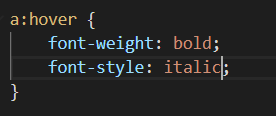 a:hover {
    font-weight: bold;
    font-style: italic;
}